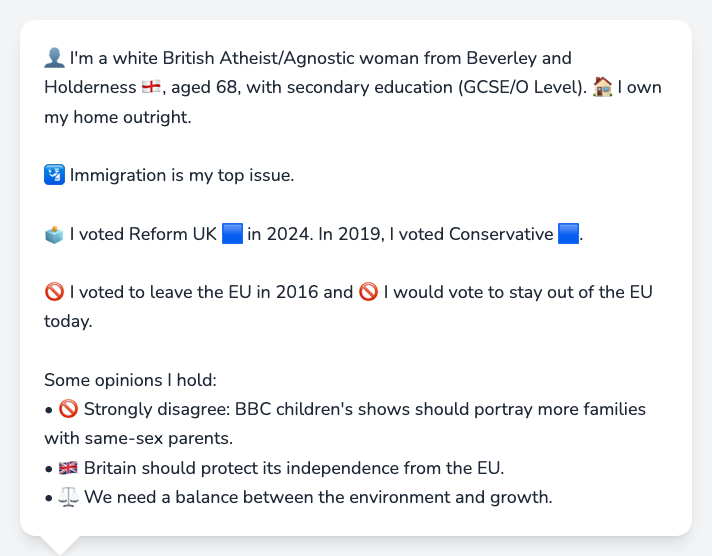 👤 I'm a white British Atheist/Agnostic woman from Beverley and
Holderness 🏴󠁧󠁢󠁥󠁮󠁧󠁿, aged 68, with secondary education (GCSE/O Level). 🏠 I own
my home outright.
🛂 Immigration is my top issue.
🗳️ I voted Reform UK 🟦 in 2024. In 2019, I voted Conservative 🟦.
🚫 I voted to leave the EU in 2016 and 🚫 I would vote to stay out of the EU
today.
Some opinions I hold:
• 🚫 Strongly disagree: BBC children's shows should portray more families
with same-sex parents.
• 🇬🇧 Britain should protect its independence from the EU.
• ⚖️ We need a balance between the environment and growth.